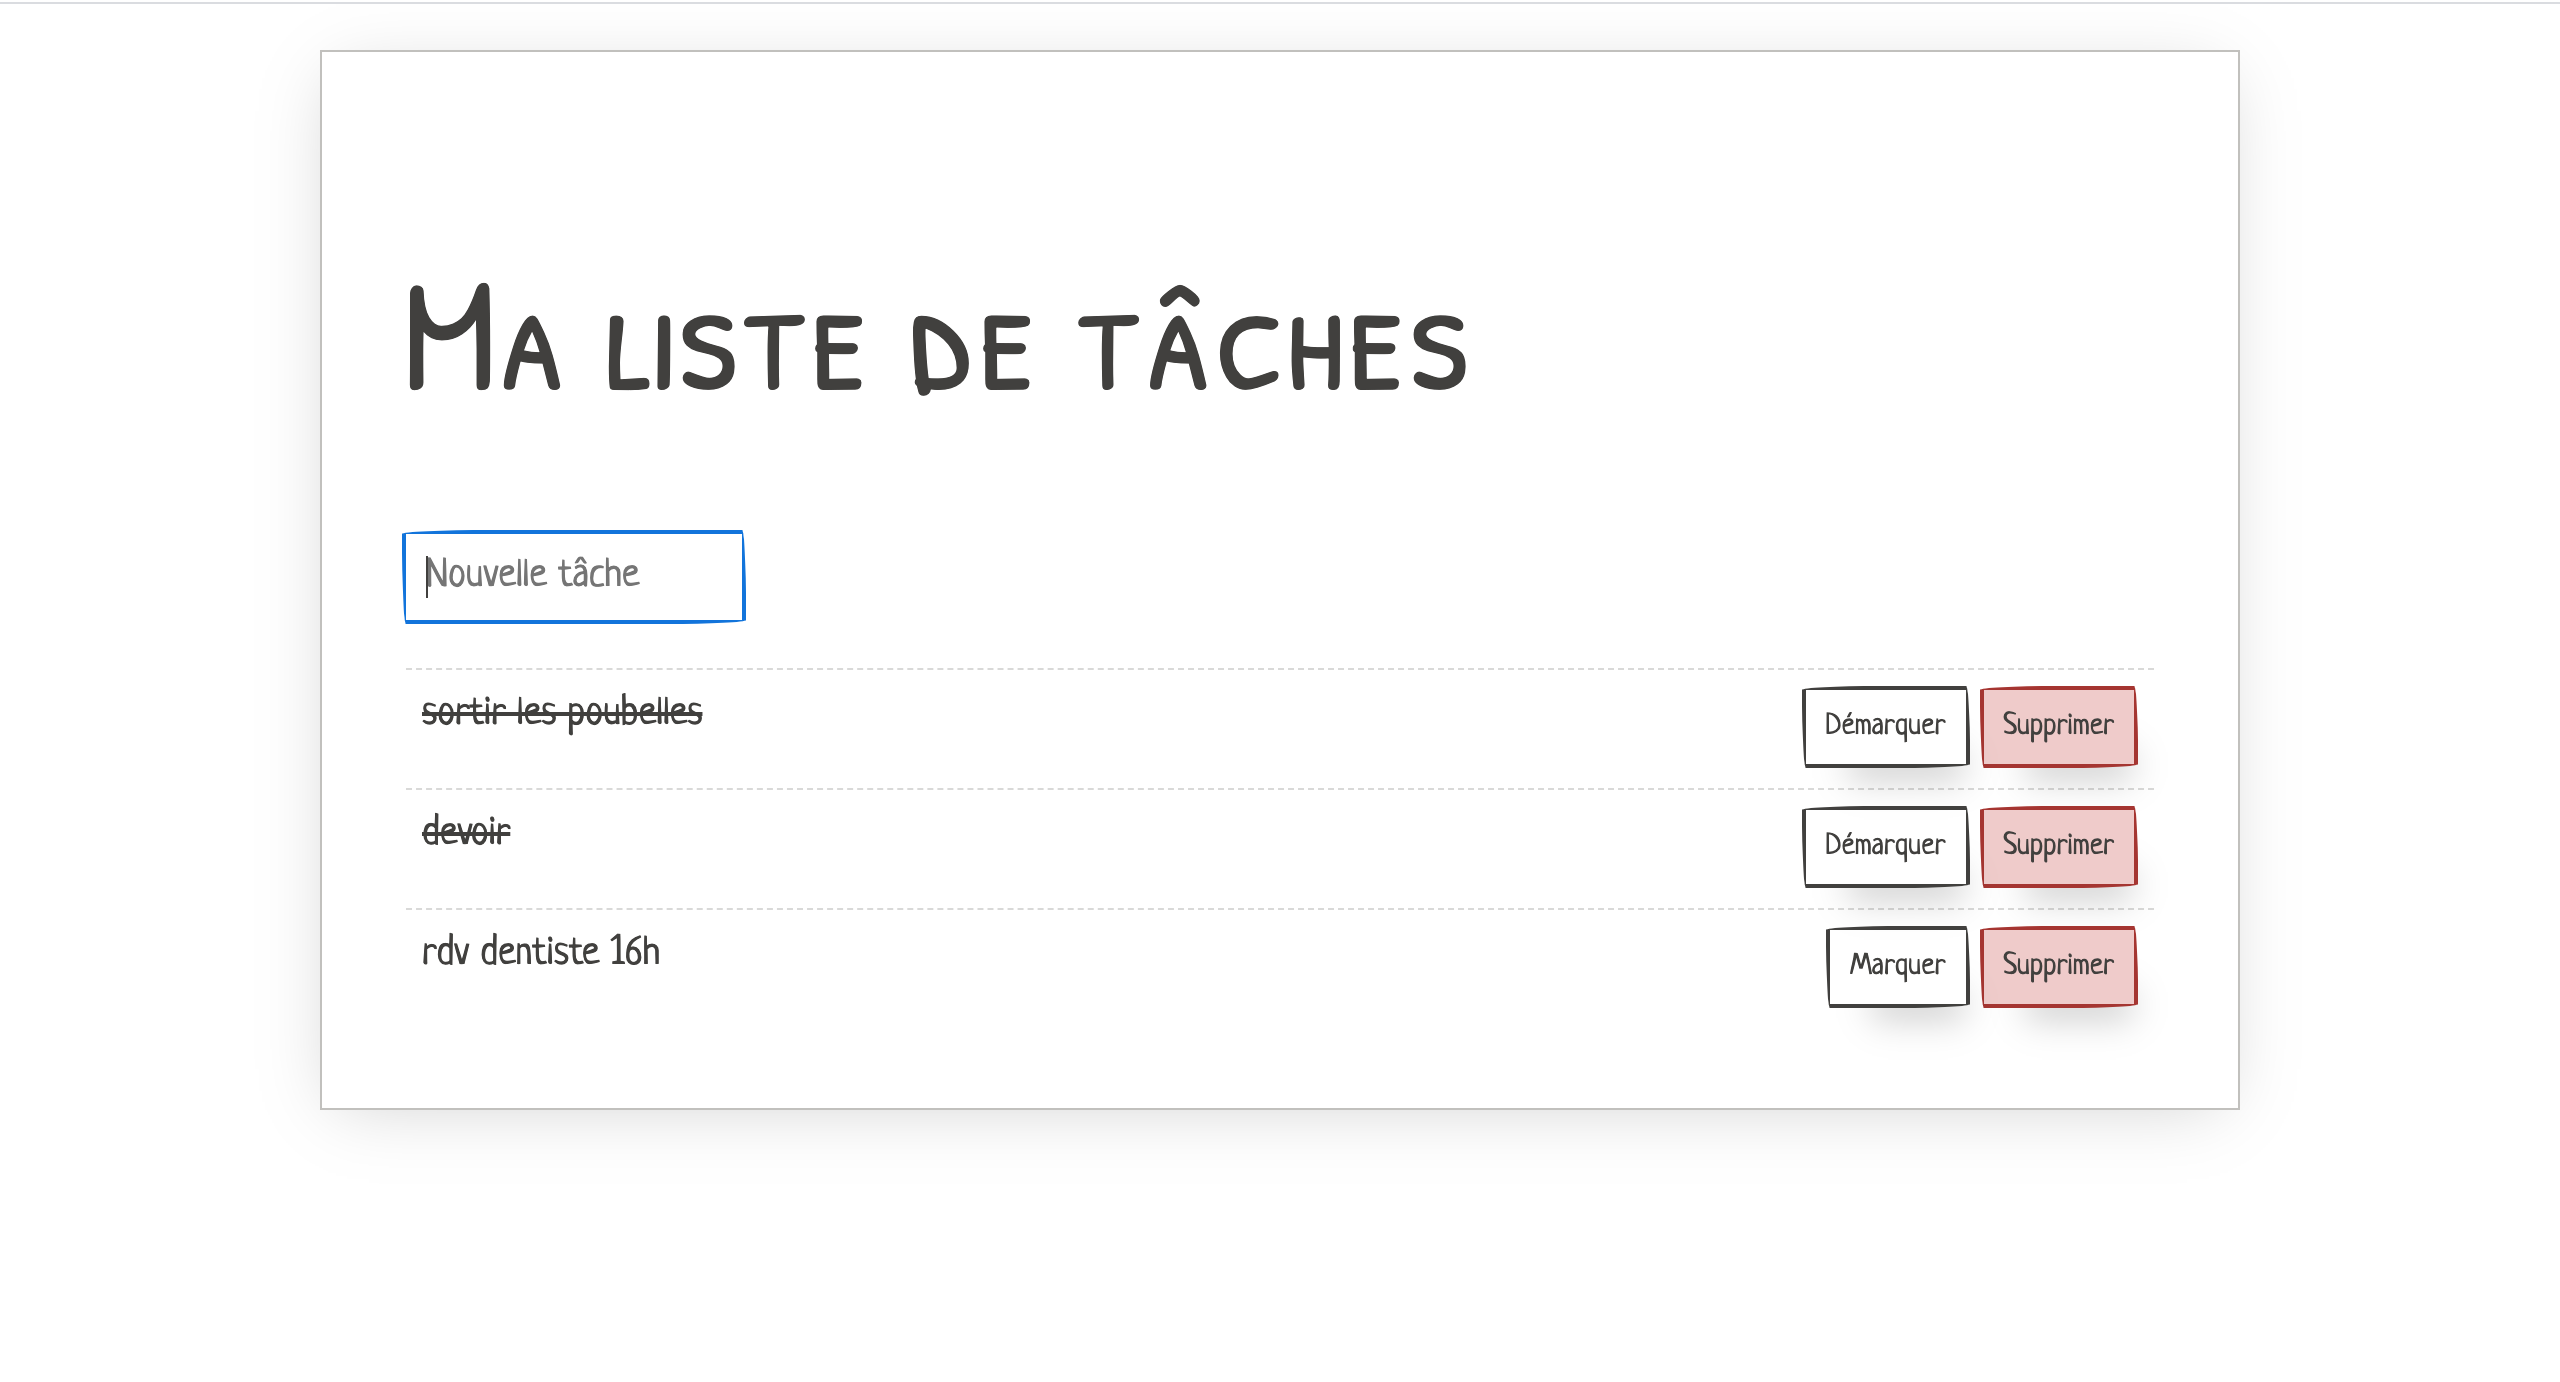 Ma liste de tâches
Nouvelle tâche
sortir les poubelles Démarquer Supprimer
devoir Démarquer Supprimer
rdv dentiste 16h Marquer Supprimer